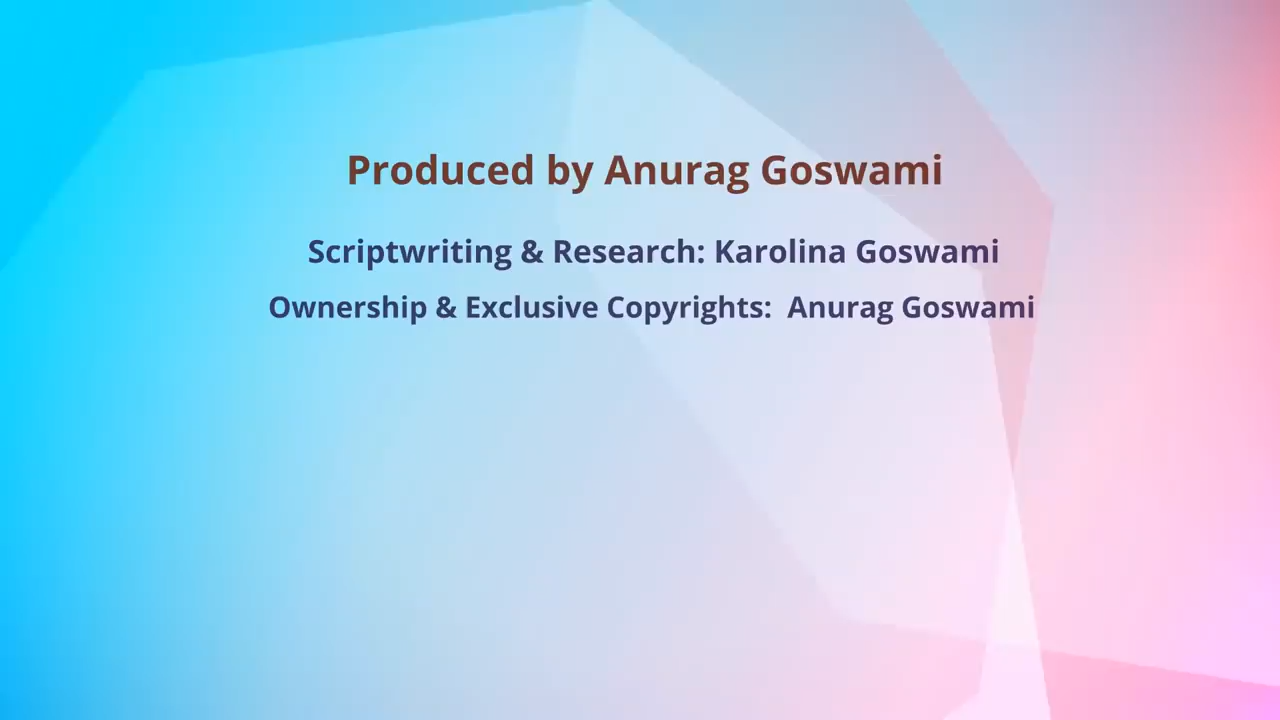 Produced by Anurag Goswami
Scriptwriting & Research: Karolina Goswami
Ownership & Exclusive Copyrights:  Anurag Goswami